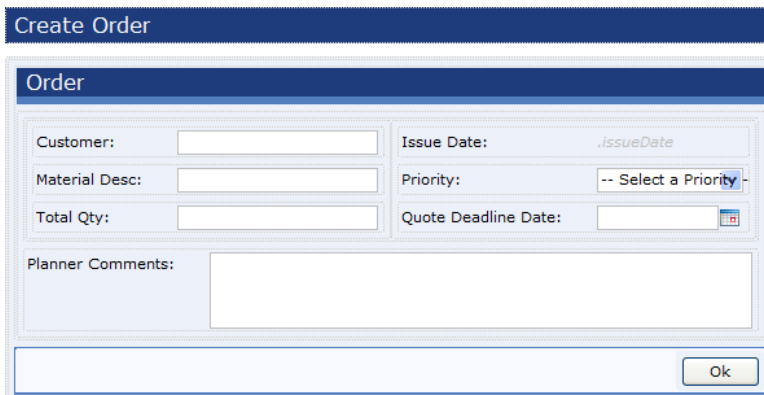 Create Order
Order
Customer:
Issue Date: .issueDate
Material Desc:
Priority: -- Select a Priority -
Total Qty:
Quote Deadline Date:
Planner Comments:
Ok